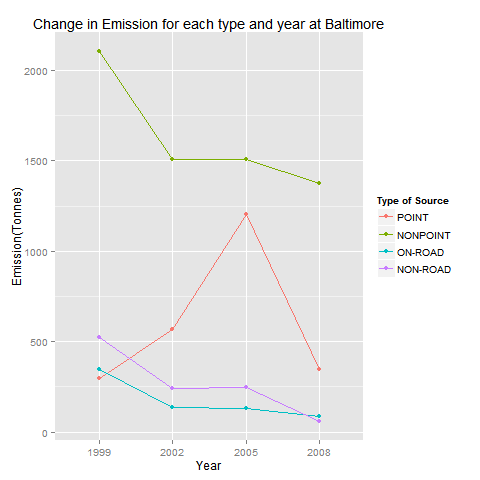 Change in Emission for each type and year at Baltimore
2000
1500
1000
500
0
Emission(Tonnes)
1999
2002
2005
2008
Year
Type of Source
POINT
NONPOINT
ON-ROAD
NON-ROAD